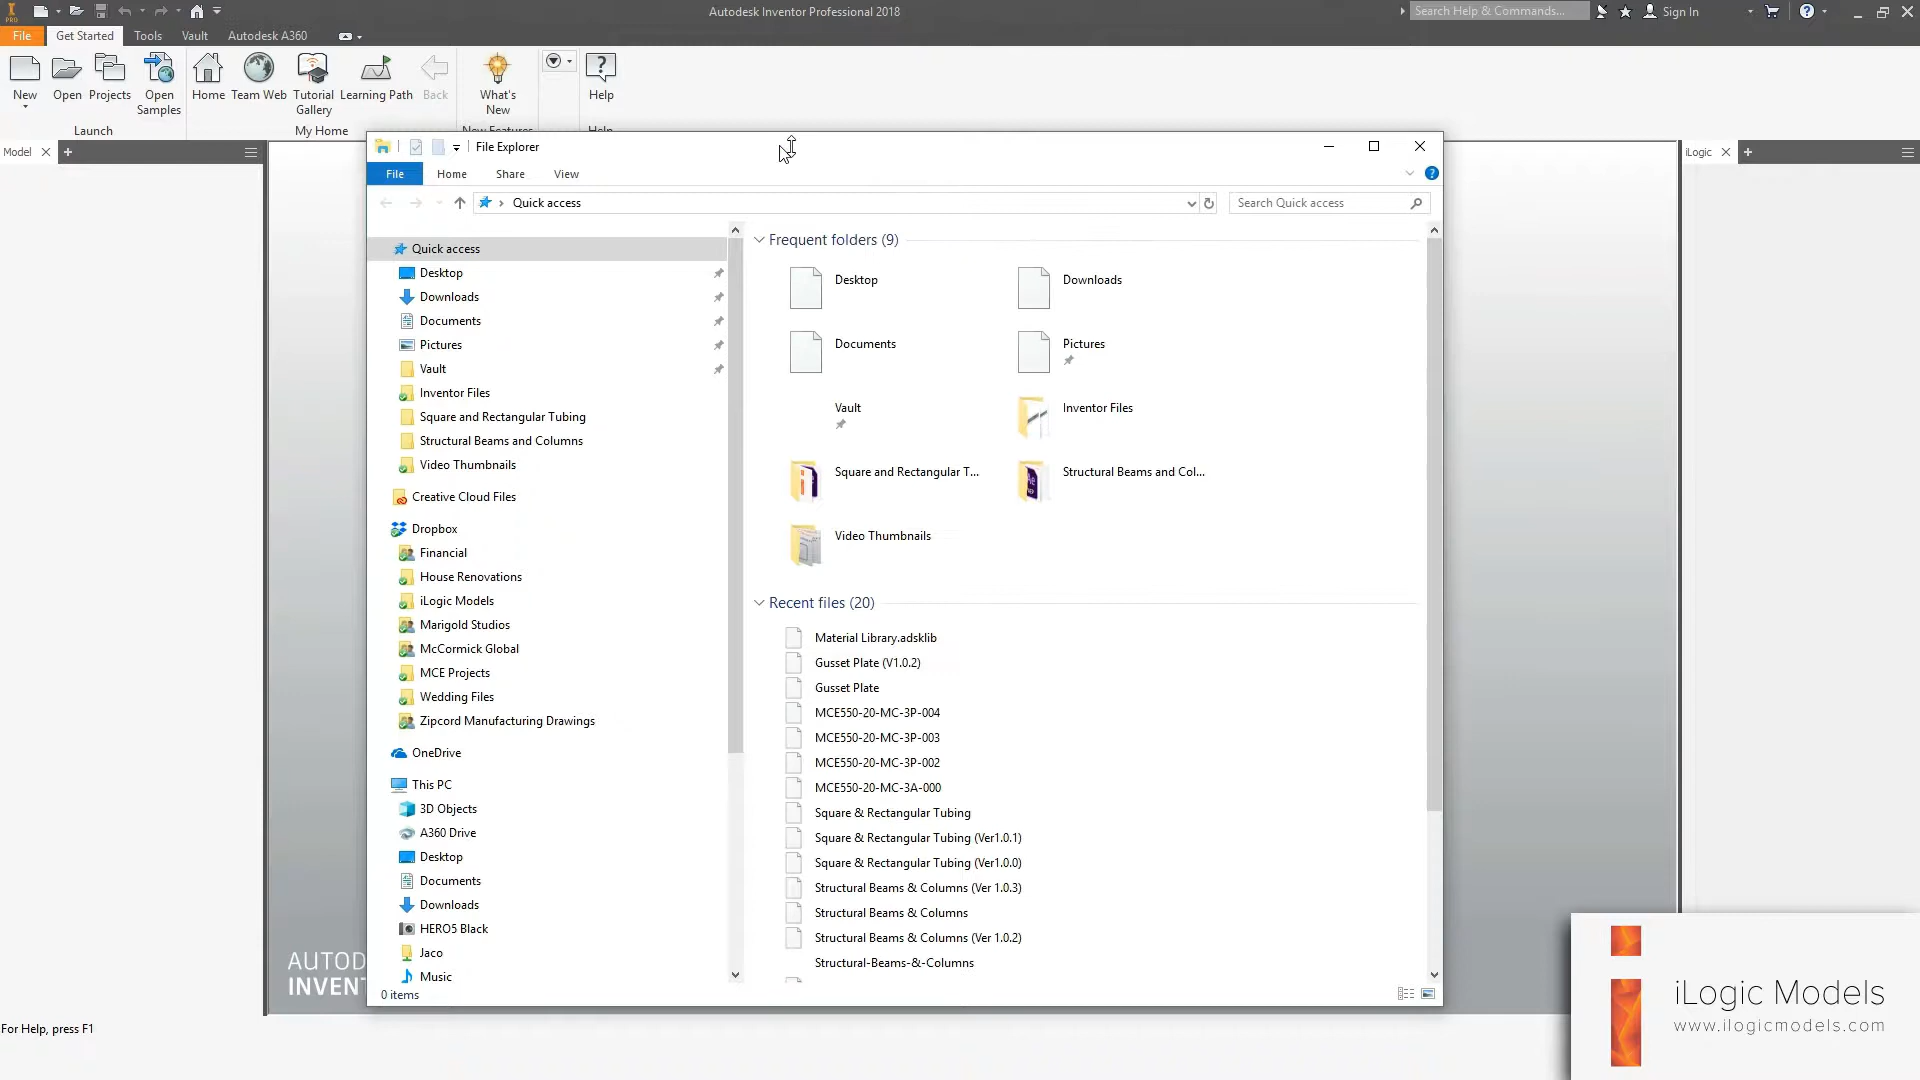 PRO
Autodesk Inventor Professional 2018
Search Help & Commands...
Sign In
File
Get Started
Tools
Vault
Autodesk A360
New
Open
Projects
Open Samples
Home
Team Web
Tutorial Gallery
Learning Path
Back
What's New
Help
Launch
My Home
New Features
Help
Model
iLogic
File Explorer
File
Home
Share
View
Quick access
Search Quick access
Quick access
Desktop
Downloads
Documents
Pictures
Vault
Inventor Files
Square and Rectangular Tubing
Structural Beams and Columns
Video Thumbnails
Creative Cloud Files
Dropbox
Financial
House Renovations
iLogic Models
Marigold Studios
McCormick Global
MCE Projects
Wedding Files
Zipcord Manufacturing Drawings
OneDrive
This PC
3D Objects
A360 Drive
Desktop
Documents
Downloads
HERO5 Black
Jaco
Music
0 items
Frequent folders (9)
Desktop
Downloads
Documents
Pictures
Vault
Inventor Files
Square and Rectangular T...
Structural Beams and Col...
Video Thumbnails
Recent files (20)
Material Library.adsklib
Gusset Plate (V1.0.2)
Gusset Plate
MCE550-20-MC-3P-004
MCE550-20-MC-3P-003
MCE550-20-MC-3P-002
MCE550-20-MC-3A-000
Square & Rectangular Tubing
Square & Rectangular Tubing (Ver1.0.1)
Square & Rectangular Tubing (Ver1.0.0)
Structural Beams & Columns (Ver 1.0.3)
Structural Beams & Columns
Structural Beams & Columns (Ver 1.0.2)
Structural-Beams-&-Columns
AUTOD
INVENT
For Help, press F1
iLogic Models
www.ilogicmodels.com